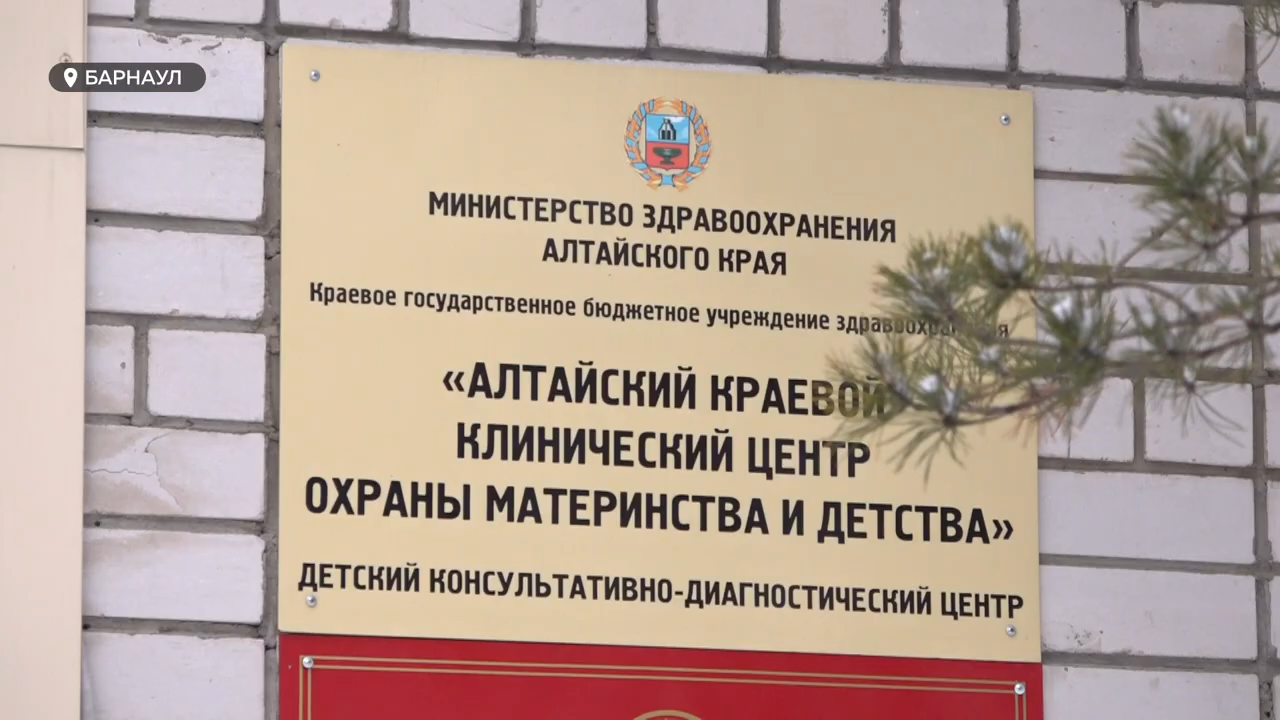 БАРНАУЛ
МИНИСТЕРСТВО ЗДРАВООХРАНЕНИЯ
АЛТАЙСКОГО КРАЯ
Краевое государственное бюджетное учреждение здравоохранения
«АЛТАЙСКИЙ КРАЕВОЙ
КЛИНИЧЕСКИЙ ЦЕНТР
ОХРАНЫ МАТЕРИНСТВА И ДЕТСТВА»
ДЕТСКИЙ КОНСУЛЬТАТИВНО-ДИАГНОСТИЧЕСКИЙ ЦЕНТР